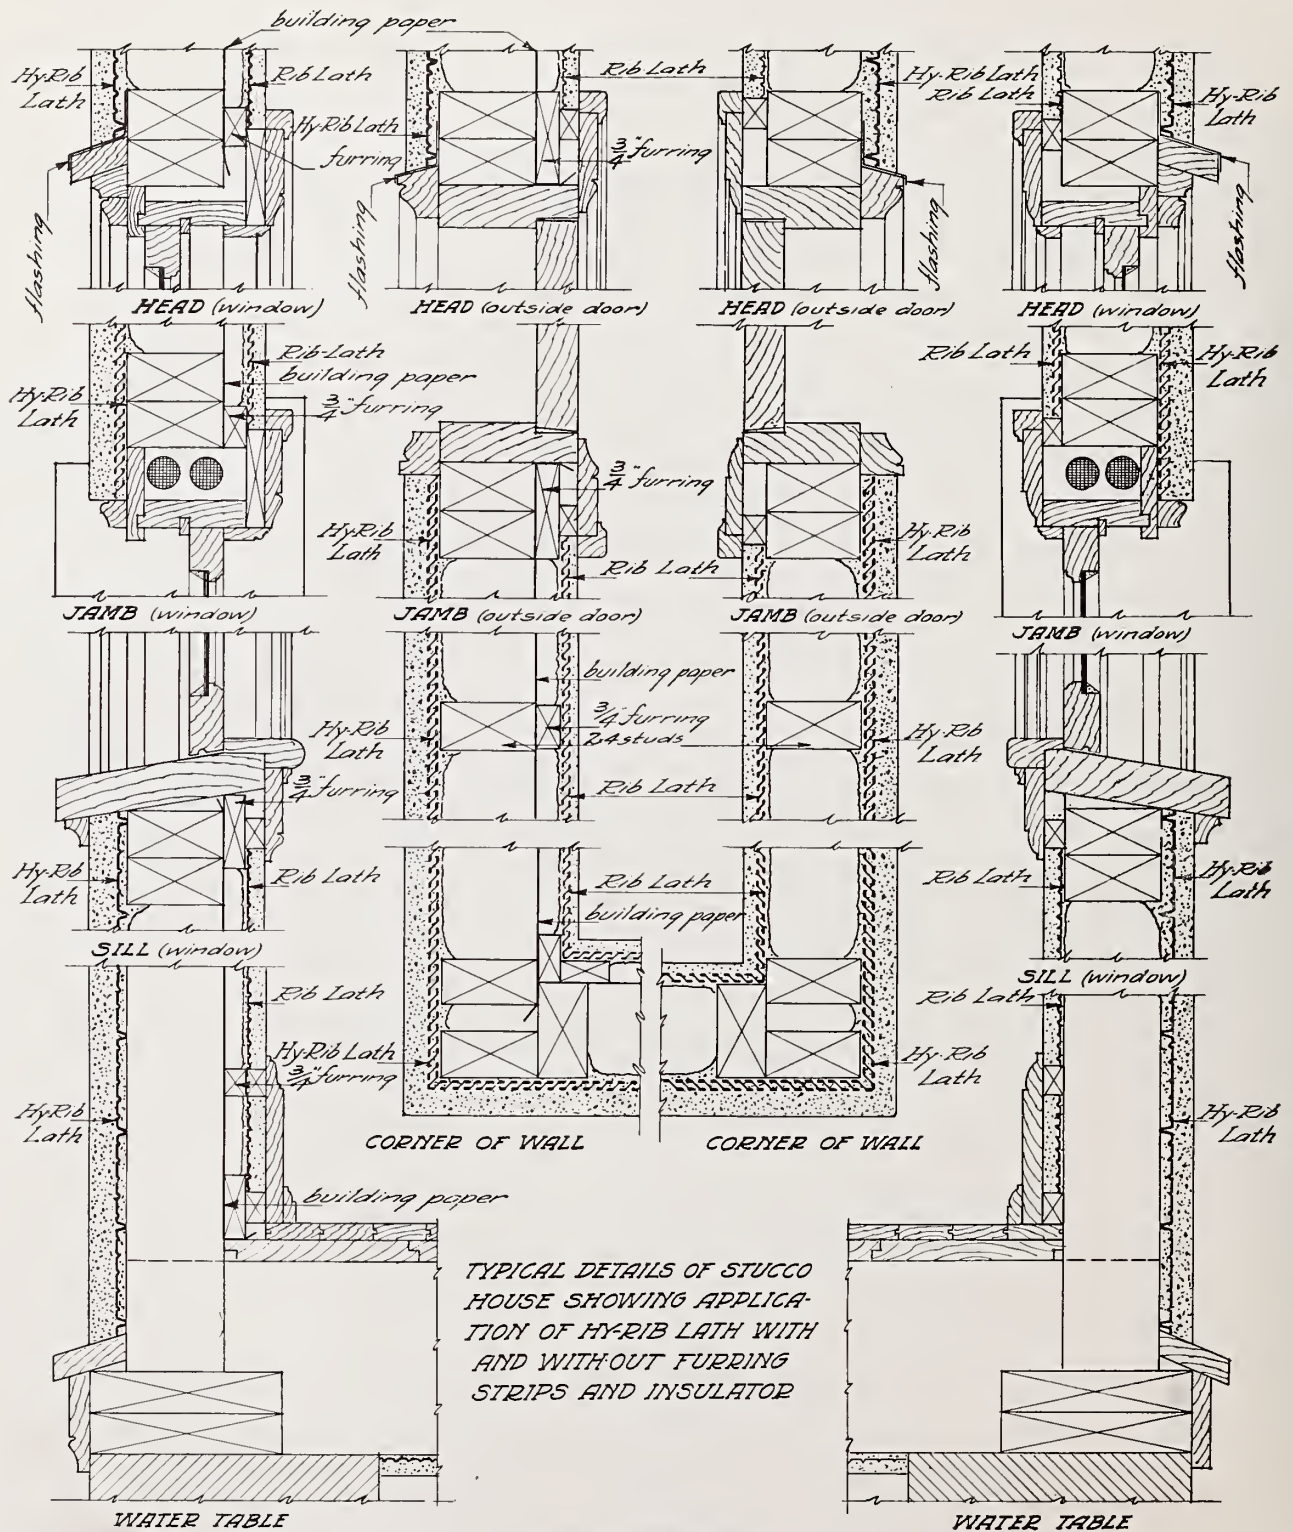 building paper
Hy-Rib
Lath
Rib Lath
Rib Lath
Hy-Rib Lath
Rib Lath
Hy-Rib
Lath
Hy-Rib Lath
furring
3/4" furring
flashing
flashing
flashing
flashing
HEAD (window)
HEAD (outside door)
HEAD (outside door)
HEAD (window)
Rib-Lath
building paper
Hy-Rib
Lath
3/4" furring
Rib Lath
Hy-Rib
Lath
3/4" furring
Hy-Rib
Lath
Hy-Rib
Lath
Rib Lath
JAMB (window)
JAMB (outside door)
JAMB (outside door)
JAMB (window)
building paper
Hy-Rib
Lath
3/4" furring
2.4 studs
Hy-Rib
Lath
3/4" furring
Rib Lath
Hy-Rib
Lath
Rib Lath
Rib Lath
building paper
Rib Lath
Hy-Rib
Lath
SILL (window)
SILL (window)
Rib Lath
Rib Lath
Hy-Rib Lath
3/4" furring
Hy-Rib
Lath
Hy-Rib
Lath
Hy-Rib
Lath
CORNER OF WALL
CORNER OF WALL
building paper
TYPICAL DETAILS OF STUCCO
HOUSE SHOWING APPLICA-
TION OF HY-RIB LATH WITH
AND WITHOUT FURRING
STRIPS AND INSULATOR
WATER TABLE
WATER TABLE